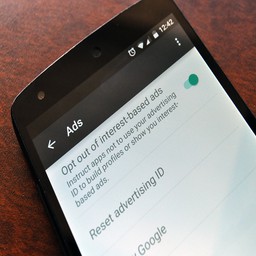 12:42
Ads
Opt out of interest-based ads
Instruct apps not to use your advertising
ID to build profiles or show you interest-
based ads.
Reset advertising ID
Google